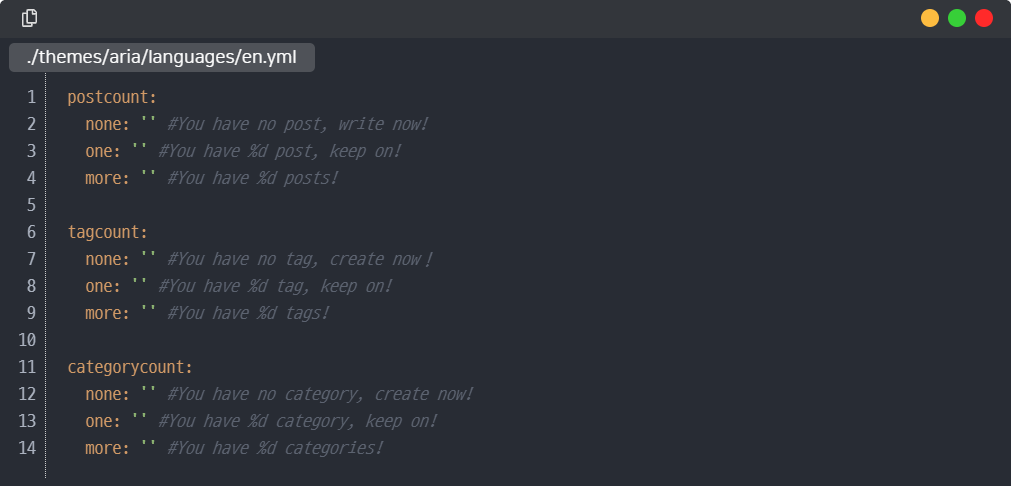 ./themes/aria/languages/en.yml
1 postcount:
2   none: '' #You have no post, write now!
3   one: '' #You have %d post, keep on!
4   more: '' #You have %d posts!
5
6 tagcount:
7   none: '' #You have no tag, create now！
8   one: '' #You have %d tag, keep on!
9   more: '' #You have %d tags!
10
11 categorycount:
12   none: '' #You have no category, create now!
13   one: '' #You have %d category, keep on!
14   more: '' #You have %d categories!